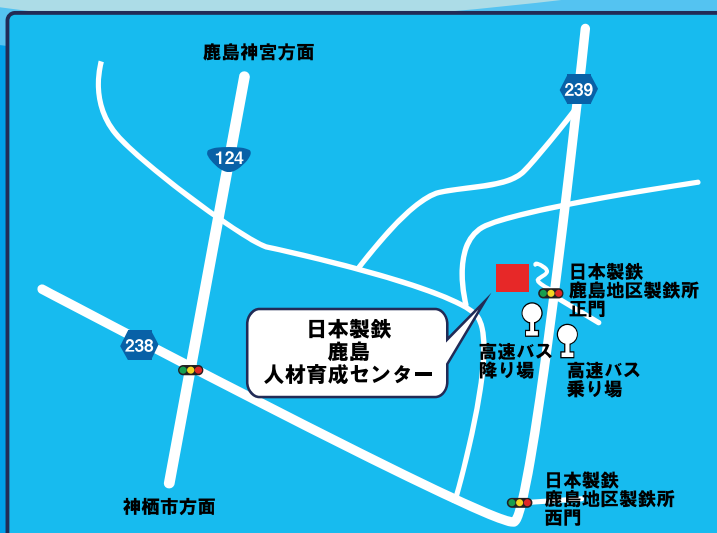 鹿島神宮方面
239
124
日本製鉄
鹿島地区製鉄所
正門
日本製鉄
鹿島
人材育成センター
238
高速バス
降り場
高速バス
乗り場
神栖市方面
日本製鉄
鹿島地区製鉄所
西門